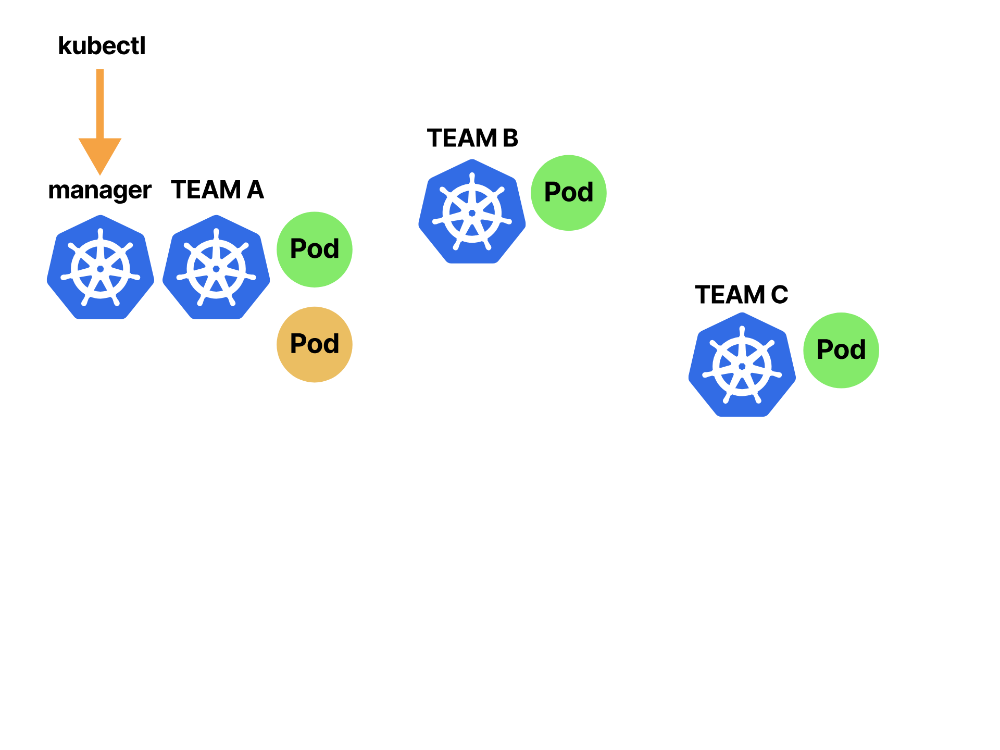 kubectl
manager
TEAM A
Pod
Pod
TEAM B
Pod
TEAM C
Pod